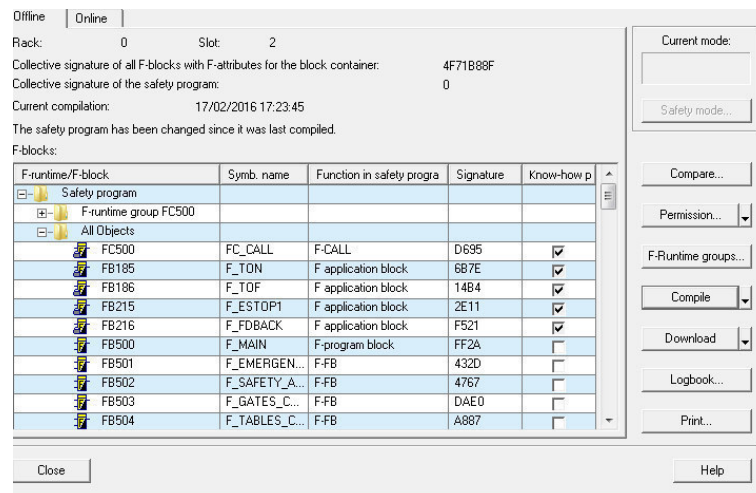 Offline Online
Rack: 0 Slot: 2
Collective signature of all F-blocks with F-attributes for the block container: 4F71B88F
Collective signature of the safety program: 0
Current compilation: 17/02/2016 17:23:45
The safety program has been changed since it was last compiled.
F-blocks:
F-runtime/F-block Symb. name Function in safety progra Signature Know-how p
Safety program
F-runtime group FC500
All Objects
FC500 FC_CALL F-CALL D695
FB185 F_TON F application block 6B7E
FB186 F_TOF F application block 14B4
FB215 F_ESTOP1 F application block 2E11
FB216 F_FDBACK F application block F521
FB500 F_MAIN F-program block FF2A
FB501 F_EMERGEN... F-FB 432D
FB502 F_SAFETY_A... F-FB 4767
FB503 F_GATES_C... F-FB DAE0
FB504 F_TABLES_C... F-FB A887
Current mode:
Safety mode...
Compare...
Permission...
F-Runtime groups...
Compile
Download
Logbook...
Print...
Close Help